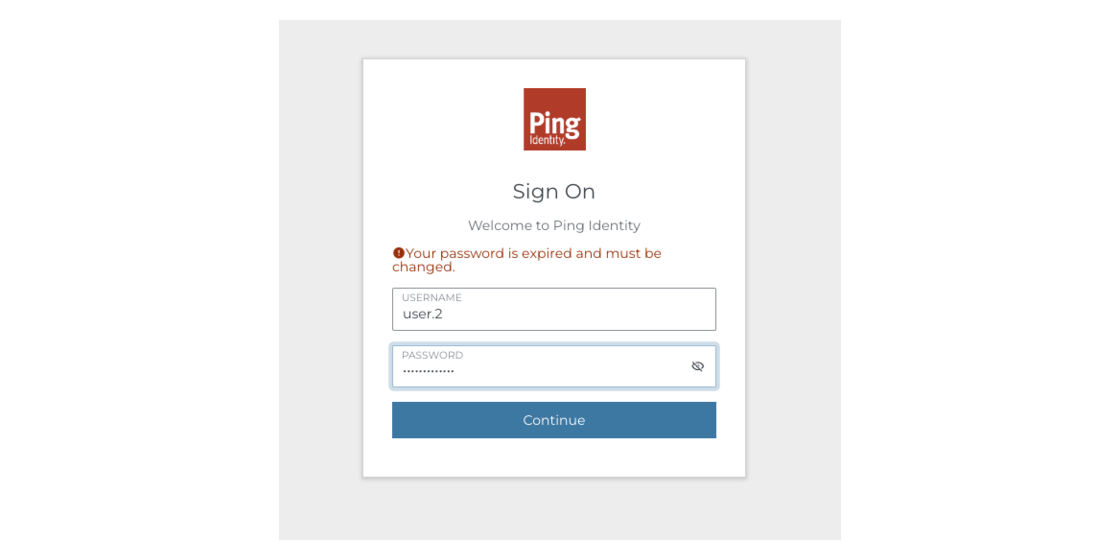 Ping
Identity.
Sign On
Welcome to Ping Identity
Your password is expired and must be
changed.
USERNAME
user.2
PASSWORD
•••••••••••••
Continue